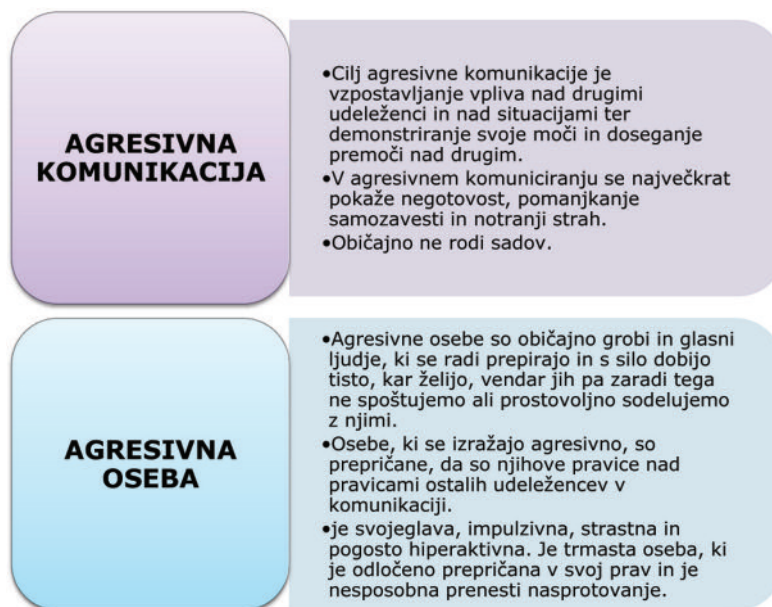 AGRESIVNA
KOMUNIKACIJA
•Cilj agresivne komunikacije je
vzpostavljanje vpliva nad drugimi
udeleženci in nad situacijami ter
demonstriranje svoje moči in doseganje
premoči nad drugim.
•V agresivnem komuniciranju se največkrat
pokaže negotovost, pomanjkanje
samozavesti in notranji strah.
•Običajno ne rodi sadov.
AGRESIVNA
OSEBA
•Agresivne osebe so običajno grobi in glasni
ljudje, ki se radi prepirajo in s silo dobijo
tisto, kar želijo, vendar jih pa zaradi tega
ne spoštujemo ali prostovoljno sodelujemo
z njimi.
•Osebe, ki se izražajo agresivno, so
prepričane, da so njihove pravice nad
pravicami ostalih udeležencev v
komunikaciji.
•je svojeglava, impulzivna, strastna in
pogosto hiperaktivna. Je trmasta oseba, ki
je odločeno prepričana v svoj prav in je
nesposobna prenesti nasprotovanje.